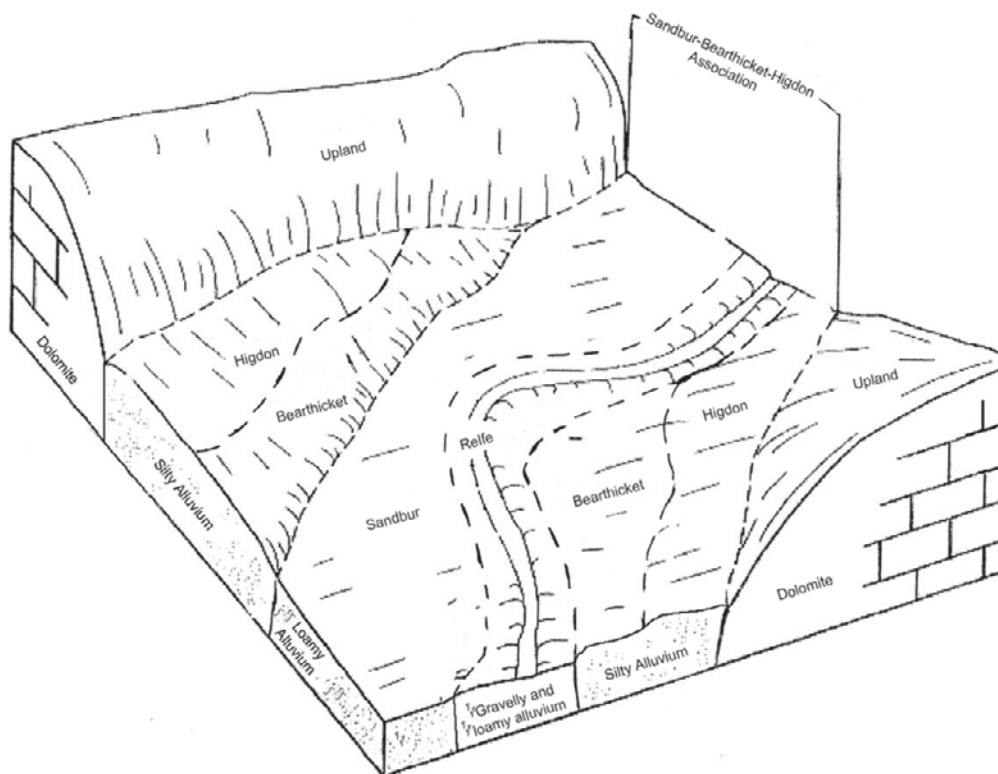 Sandbur-Bearthicket-Higdon
Association
Upland
Higdon
Dolomite
Bearthicket
Upland
Higdon
Relfe
Silty Alluvium
Bearthicket
Sandbur
Dolomite
Loamy
Alluvium
Silty Alluvium
Gravelly and
loamy alluvium